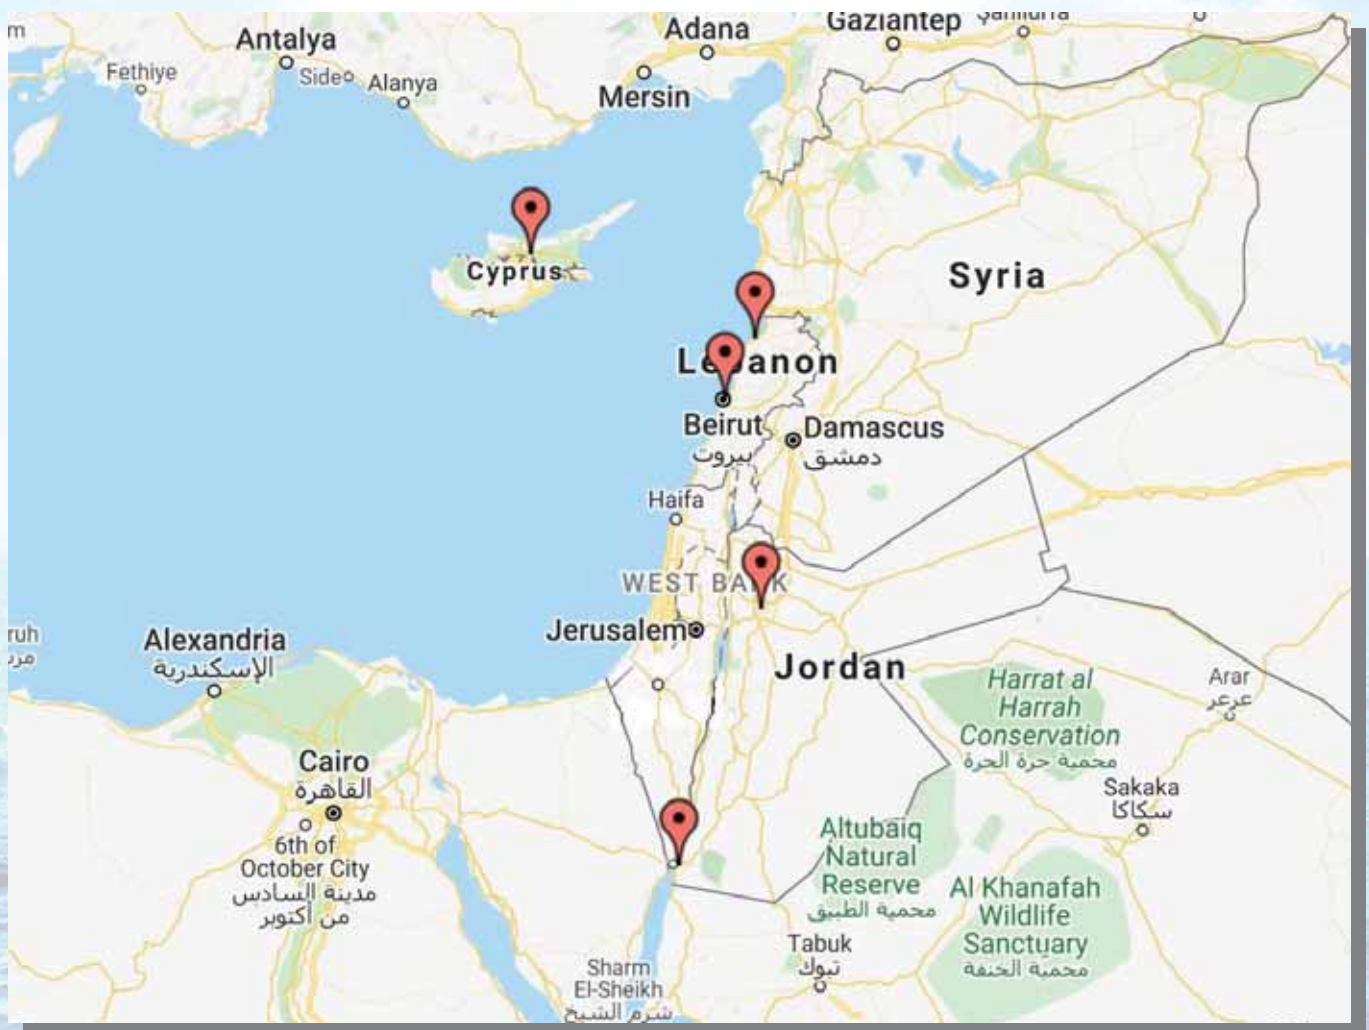 Gaziantep
Şanlıurfa
Adana
Antalya
Fethiye
Side
Alanya
Mersin
Cyprus
Syria
Lebanon
Beirut
بيروت
Damascus
دمشق
Haifa
WEST BANK
Jerusalem
Jordan
Alexandria
الإسكندرية
ruh
Cairo
القاهرة
6th of
October City
مدينة السادس
من أكتوبر
Harrat al
Harrah
Conservation
محمية حرة الحرة
Arar
عرعر
Sakaka
سكاكا
Altubaiq
Natural
Reserve
محمية الطبيق
Al Khanafah
Wildlife
Sanctuary
محمية الخنفة
Tabuk
تبوك
Sharm
El-Sheikh
شرم الشيخ